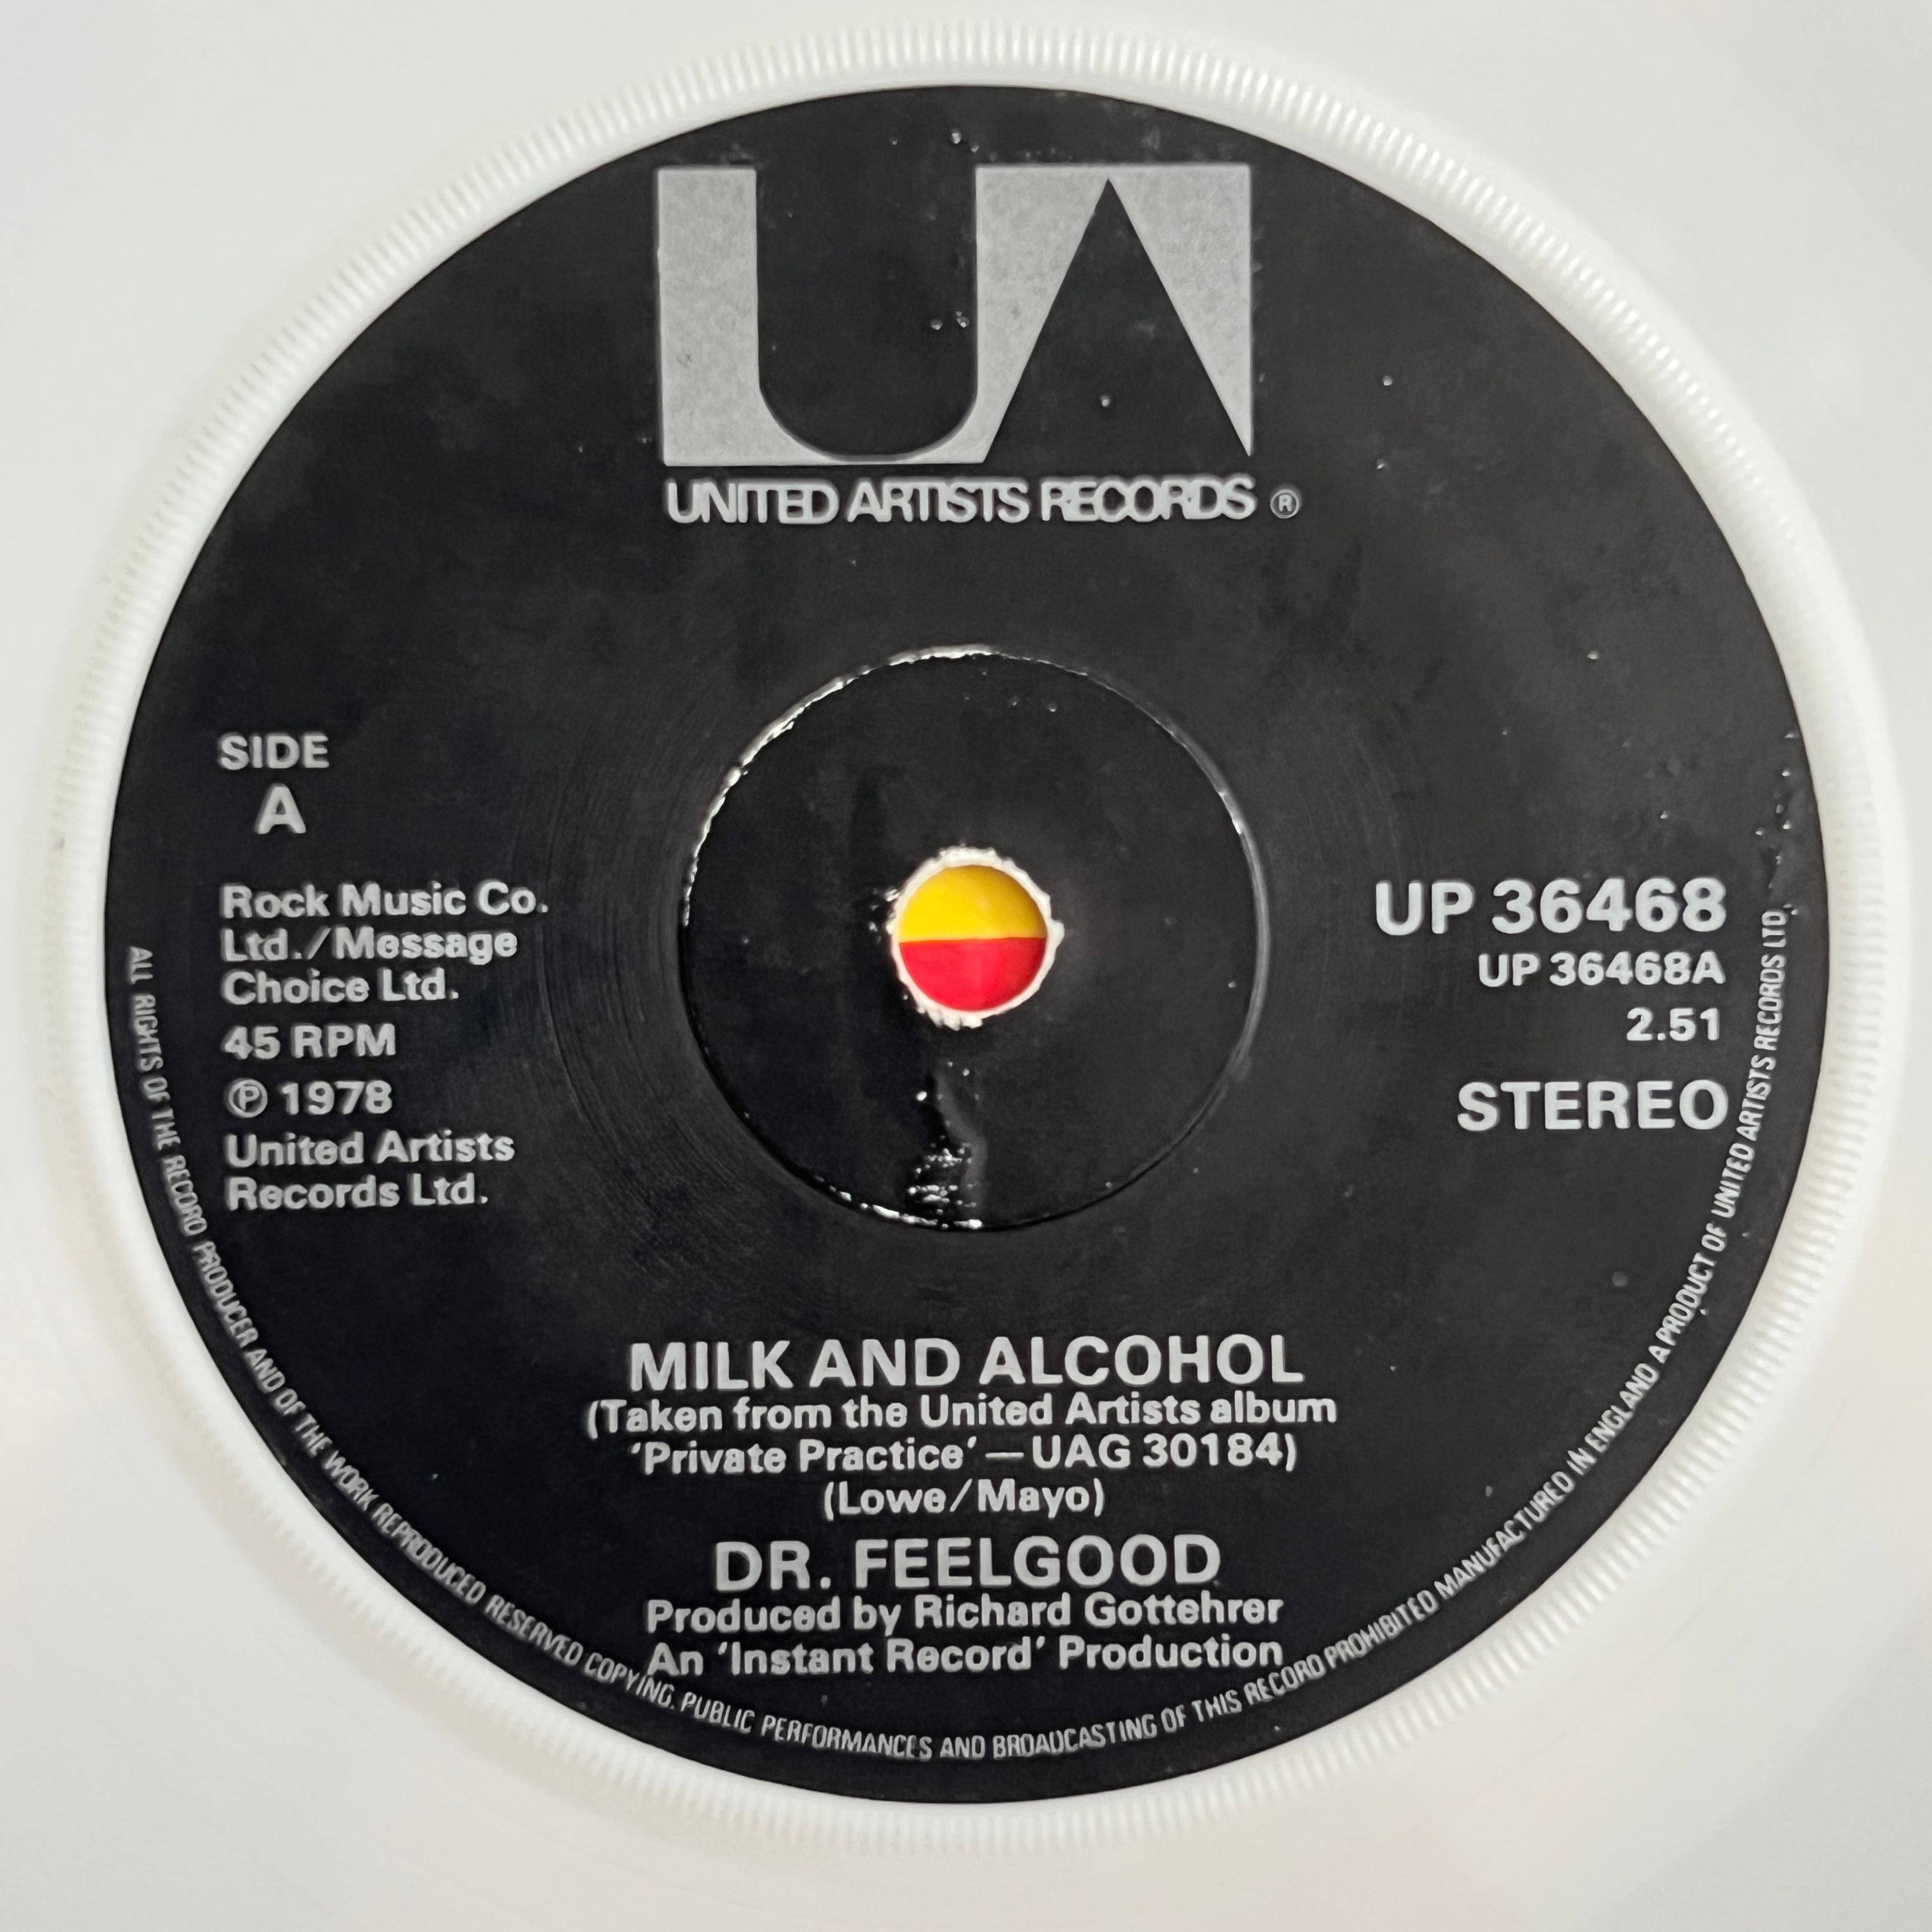 UA
UNITED ARTISTS RECORDS ®
SIDE
A
Rock Music Co.
Ltd./Message
Choice Ltd.
45 RPM
℗ 1978
United Artists
Records Ltd.
UP 36468
UP 36468A
2.51
STEREO
MILK AND ALCOHOL
(Taken from the United Artists album
‘Private Practice’ — UAG 30184)
(Lowe/Mayo)
DR. FEELGOOD
Produced by Richard Gottehrer
An ‘Instant Record’ Production
ALL RIGHTS OF THE RECORD PRODUCER AND OF THE WORK REPRODUCED RESERVED COPYING, PUBLIC PERFORMANCES AND BROADCASTING OF THIS RECORD PROHIBITED MANUFACTURED IN ENGLAND A PRODUCT OF UNITED ARTISTS RECORDS LTD.